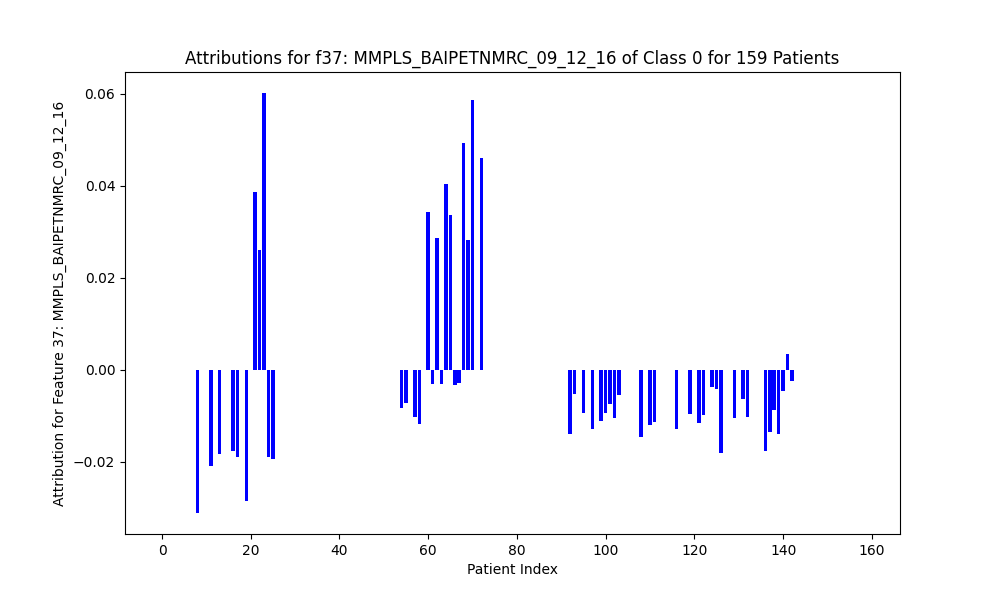 Attributions for f37: MMPLS_BAIPETNMRC_09_12_16 of Class 0 for 159 Patients
Attribution for Feature 37: MMPLS_BAIPETNMRC_09_12_16
0.06
0.04
0.02
0.00
−0.02
0 20 40 60 80 100 120 140 160
Patient Index